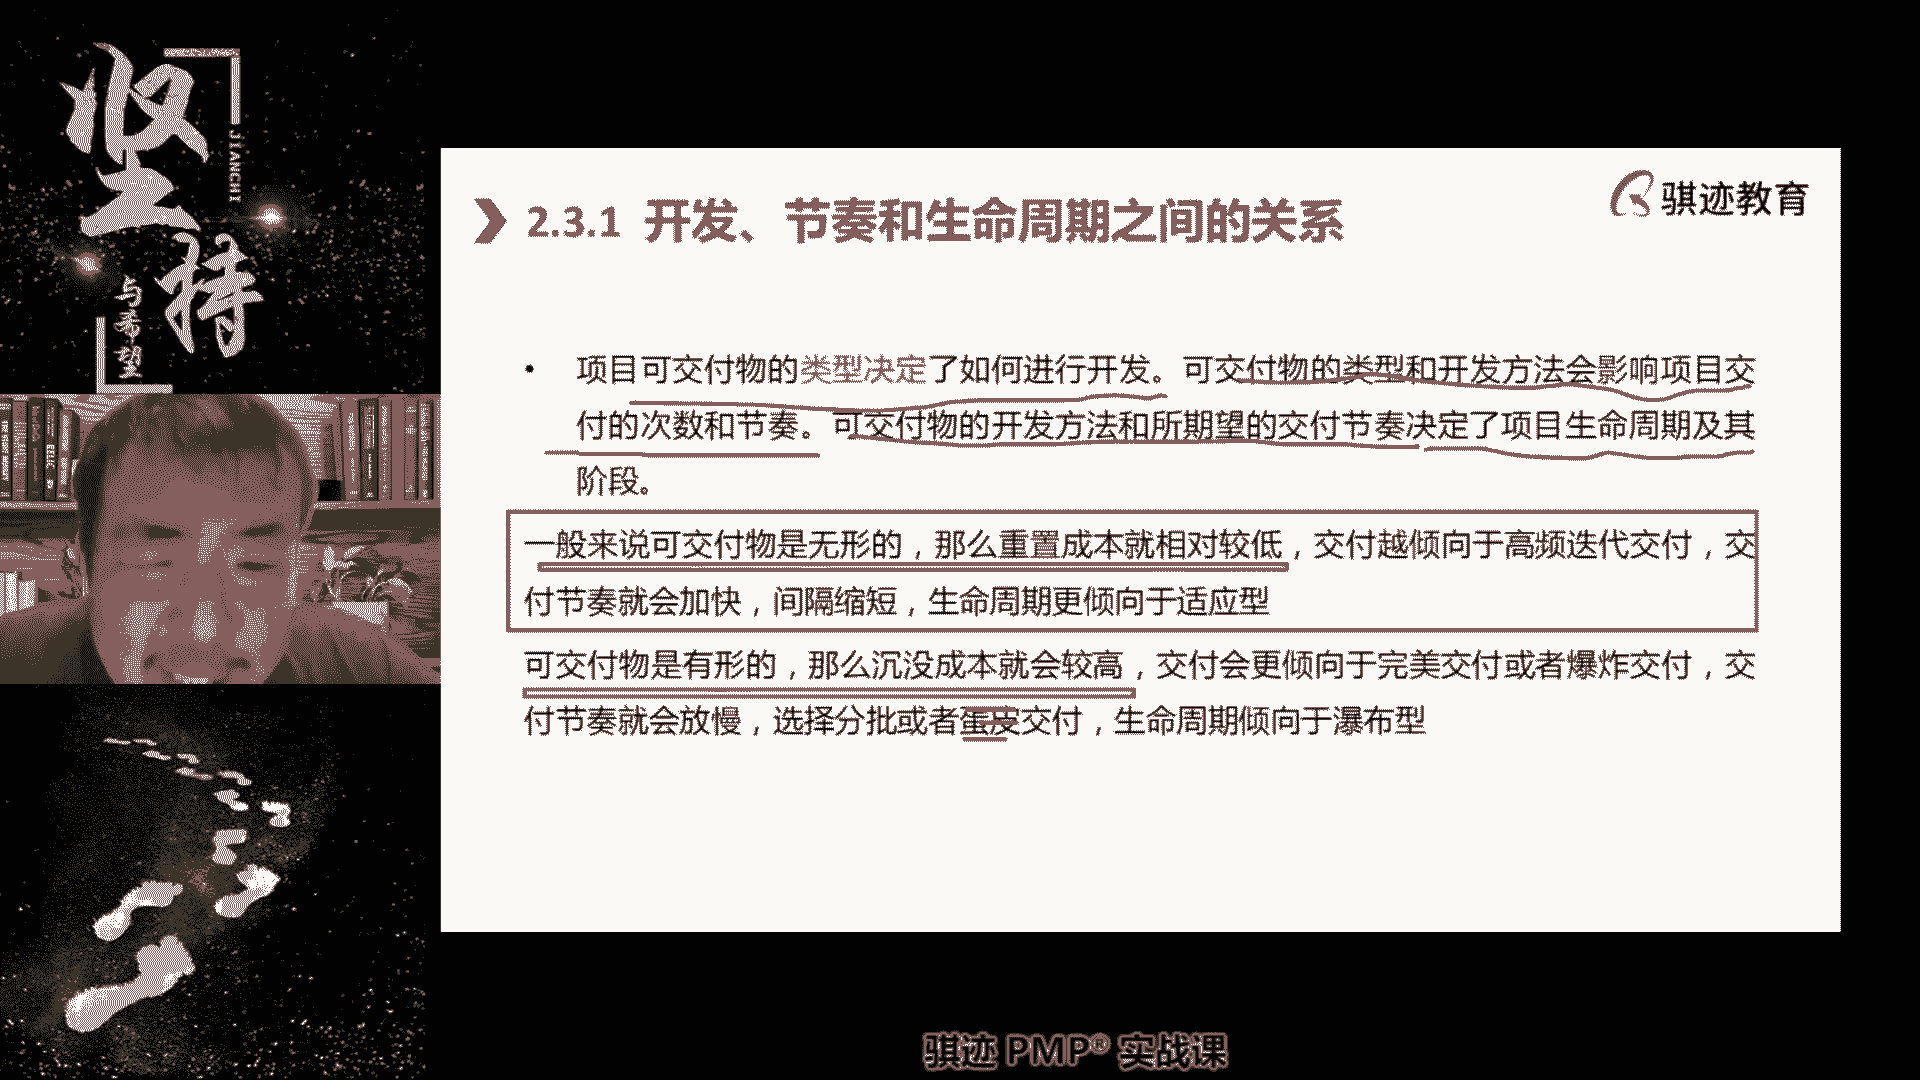 坚持
JIANCHI
与希望
骐迹教育
2.3.1 开发、节奏和生命周期之间的关系
• 项目可交付物的类型决定了如何进行开发。可交付物的类型和开发方法会影响项目交
付的次数和节奏。可交付物的开发方法和所期望的交付节奏决定了项目生命周期及其
阶段。
一般来说可交付物是无形的，那么重置成本就相对较低，交付越倾向于高频迭代交付，交
付节奏就会加快，间隔缩短，生命周期更倾向于适应型
可交付物是有形的，那么沉没成本就会较高，交付会更倾向于完美交付或者爆炸交付，交
付节奏就会放慢，选择分批或者蛋皮交付，生命周期倾向于瀑布型
骐迹 PMP® 实战课